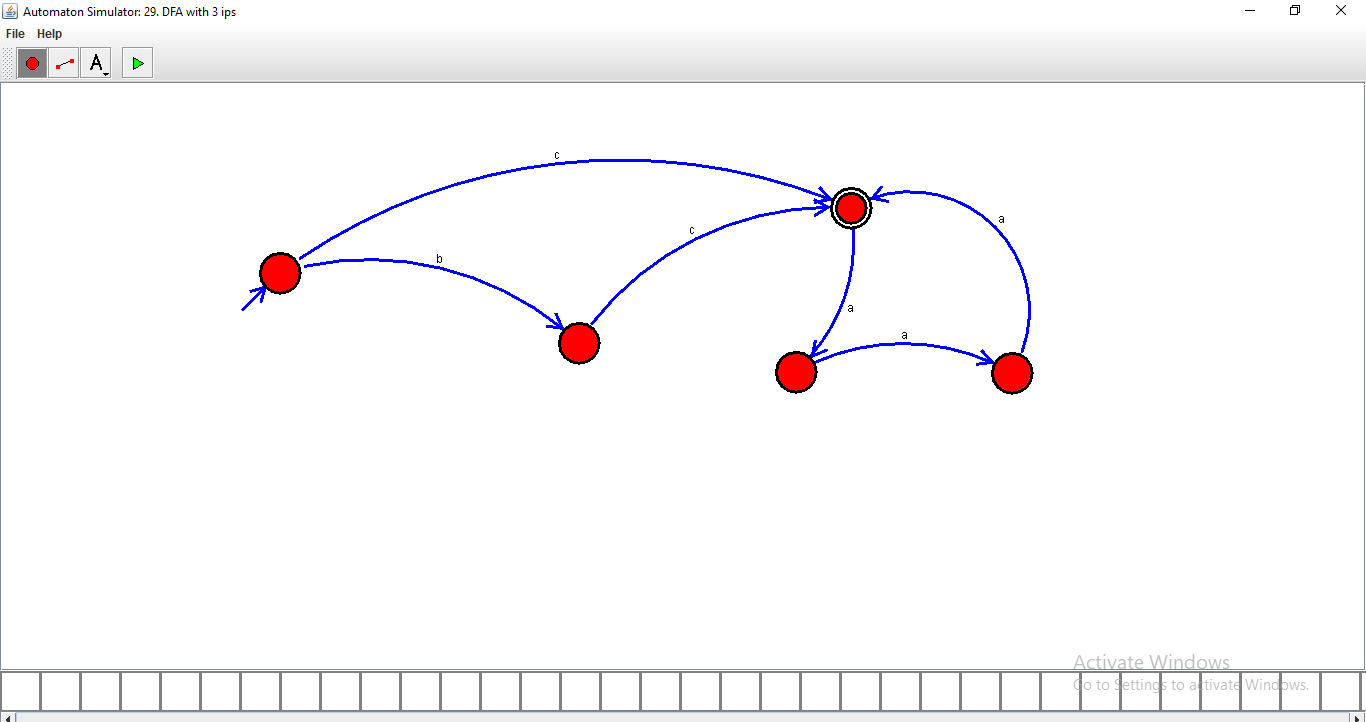 Automaton Simulator: 29. DFA with 3 ips
File Help
A
c
c
a
b
a
a
Activate Windows
Go to Settings to activate Windows.